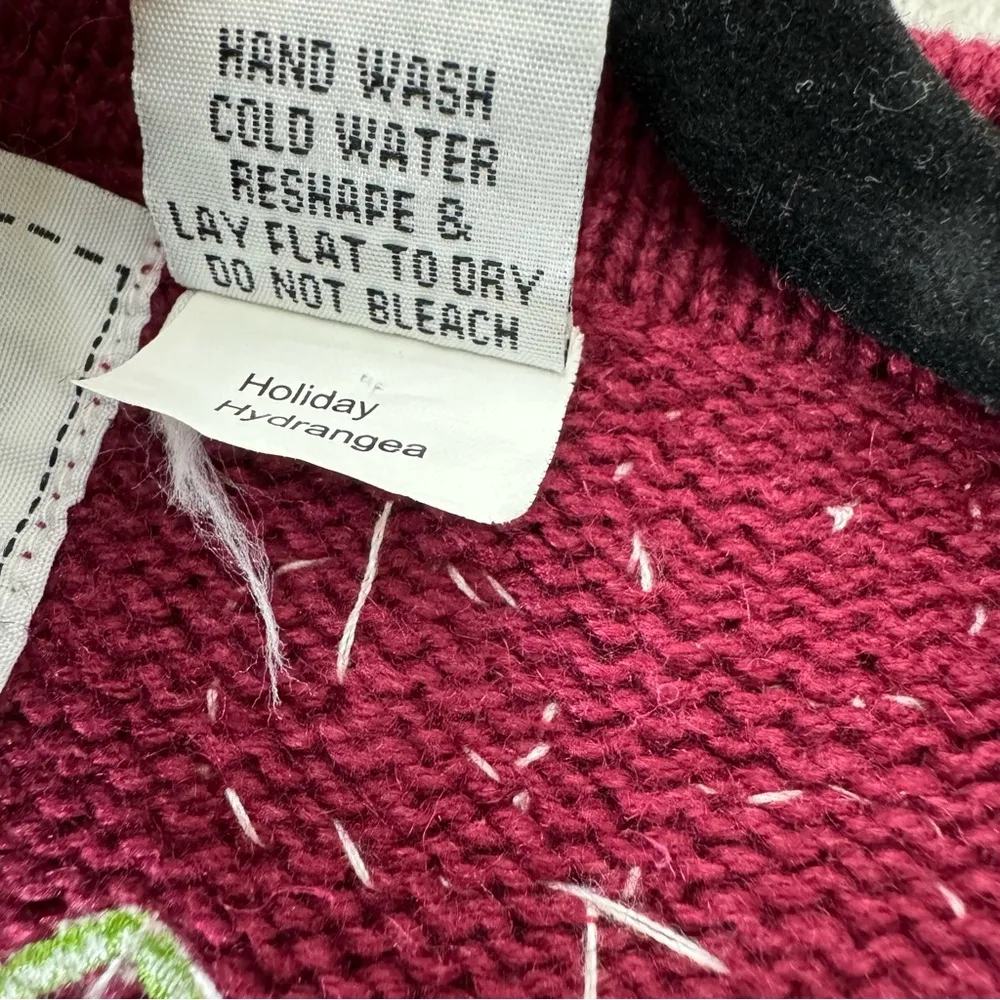 HAND WASH
COLD WATER
RESHAPE &
LAY FLAT TO DRY
DO NOT BLEACH
Holiday
Hydrangea